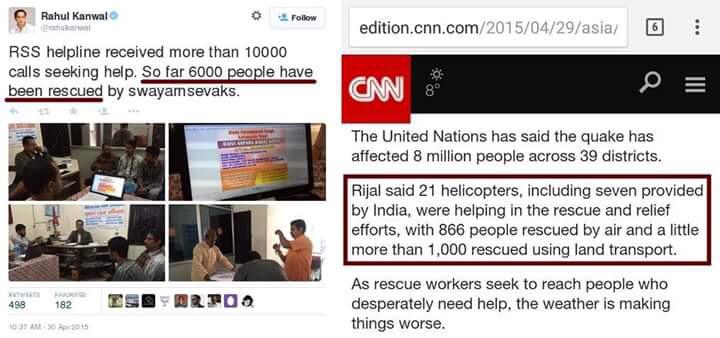 Rahul Kanwal
@rahulkanwal
Follow
RSS helpline received more than 10000
calls seeking help. So far 6000 people have
been rescued by swayamsevaks.
RETWEETS
498
FAVORITED
182
10:37 AM - 30 Apr 2015
edition.cnn.com/2015/04/29/asia/
6
CNN
8°
The United Nations has said the quake has
affected 8 million people across 39 districts.
Rijal said 21 helicopters, including seven provided
by India, were helping in the rescue and relief
efforts, with 866 people rescued by air and a little
more than 1,000 rescued using land transport.
As rescue workers seek to reach people who
desperately need help, the weather is making
things worse.